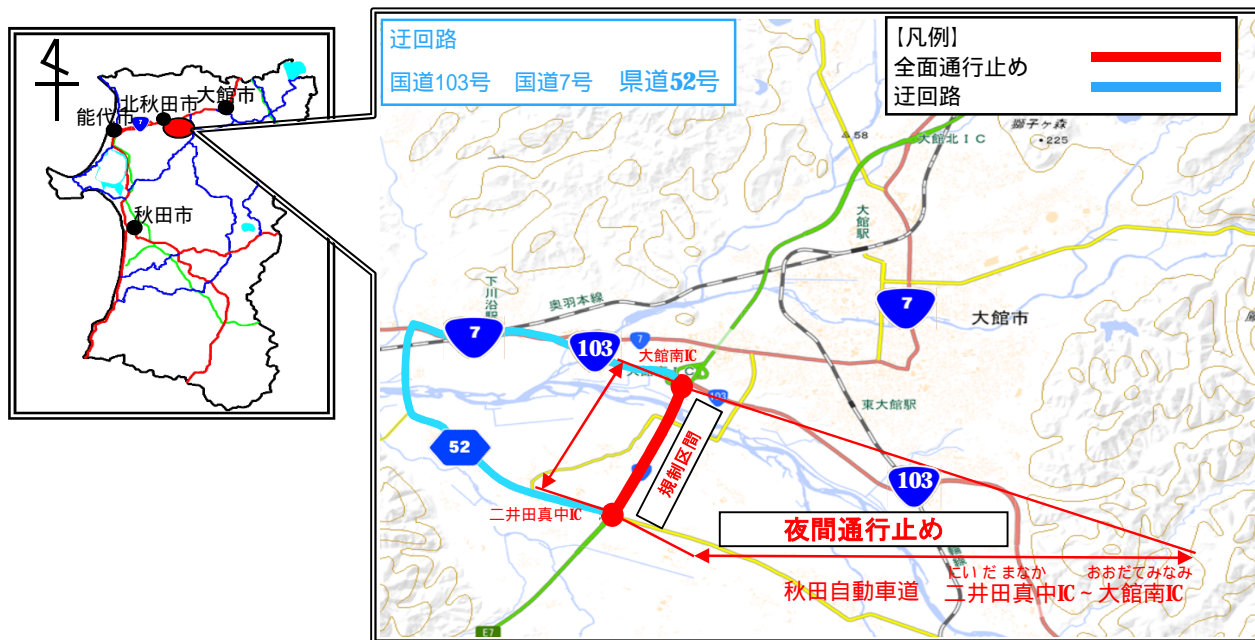 大館市
北秋田市
能代市
7
秋田市
迂回路
国道103号 国道7号 県道52号
【凡例】
全面通行止め
迂回路
獅子ヶ森
・225
58
大館北IC
大館駅
下川沿駅
奥羽本線
7
大館市
7
103
7
大館南IC
103
東大館駅
52
規制区間
103
二井田真中IC
夜間通行止め
秋田自動車道 二井田真中IC~大館南IC
にいだまなか おおだてみなみ
E7